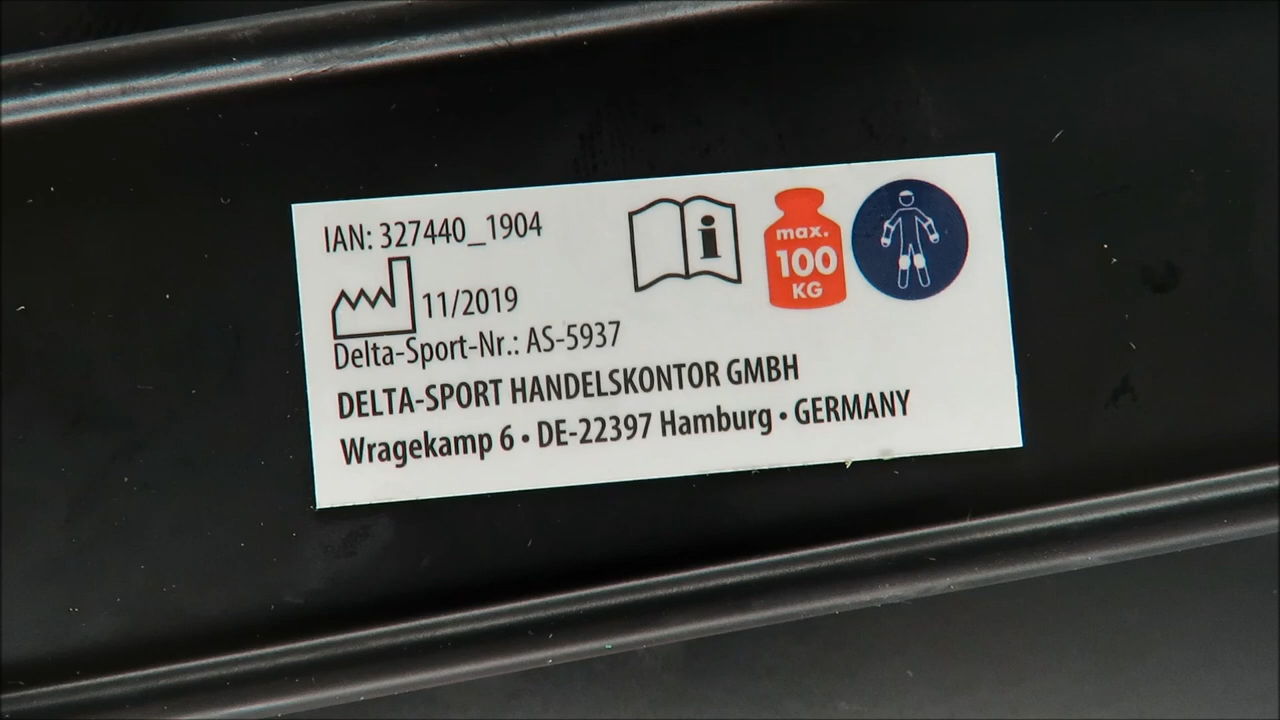 IAN: 327440_1904
11/2019
Delta-Sport-Nr.: AS-5937
DELTA-SPORT HANDELSKONTOR GMBH
Wragekamp 6 • DE-22397 Hamburg • GERMANY
i
max.
100
KG